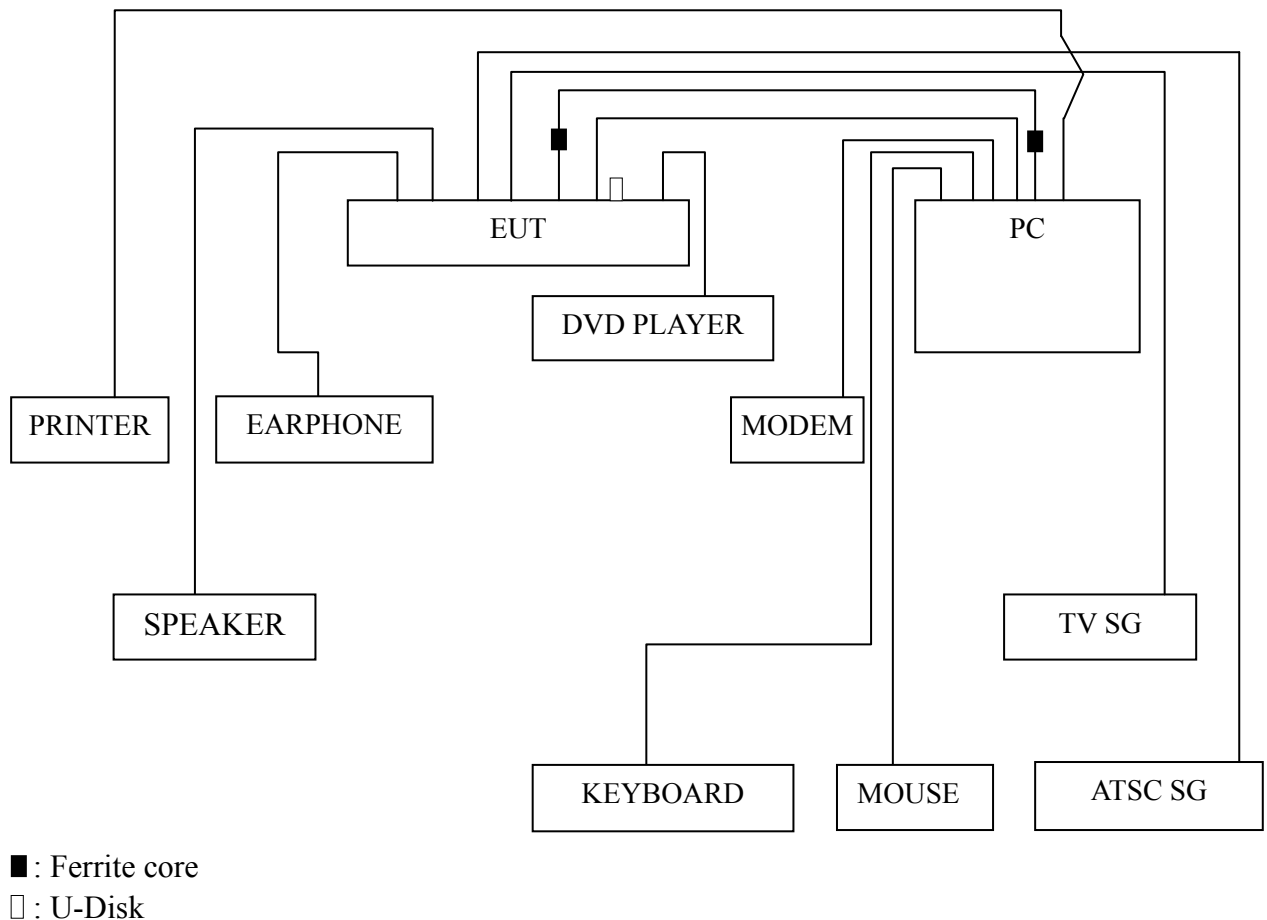 EUT
PC
DVD PLAYER
PRINTER
EARPHONE
MODEM
SPEAKER
TV SG
KEYBOARD
MOUSE
ATSC SG
: Ferrite core
: U-Disk